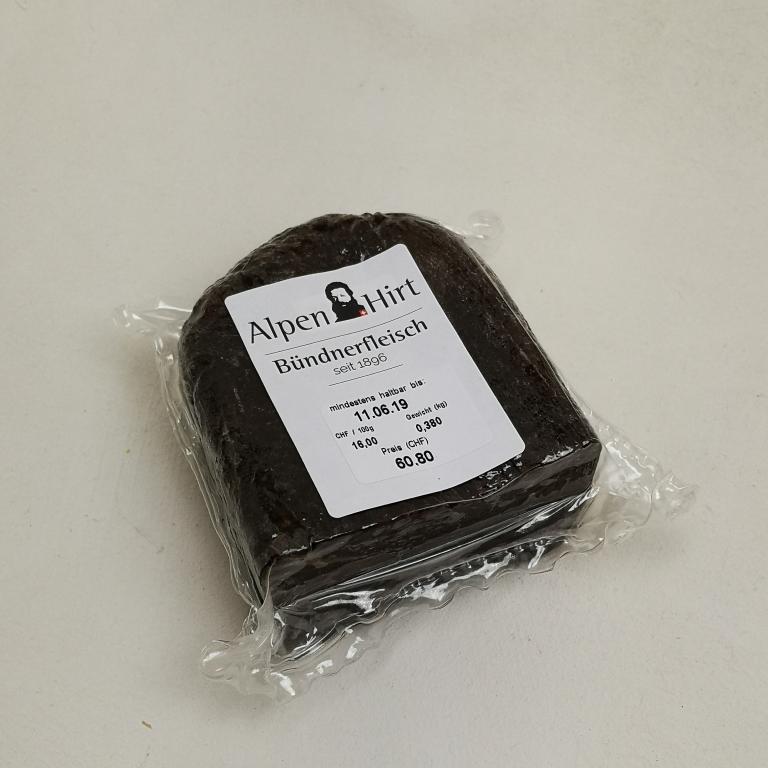 Alpen Hirt
Bündnerfleisch
seit 1896
mindestens haltbar bis:
11.06.19
CHF / 100g Gewicht (kg)
16,00 0,380
Preis (CHF)
60.80